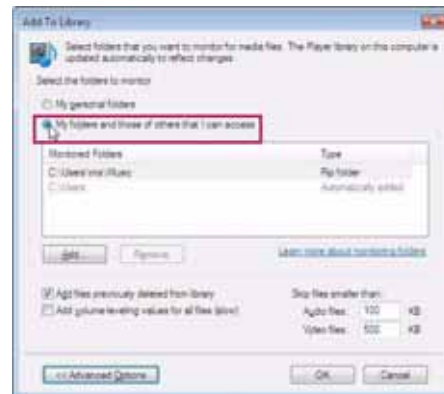 Add To Library
Select folders that you want to monitor for media files. The Player library on this computer is
updated automatically to reflect changes.
Select the folders to monitor
My personal folders
My folders and those of others that I can access
Monitored Folders Type
Rip folder
C:\Users Automatically added
Add... Remove Learn more about monitoring folders
Add files previously deleted from library Skip files smaller than:
Add volume-leveling values for all files (slow) Audio files: 100 KB
Video files: 500 KB
<< Advanced Options OK Cancel